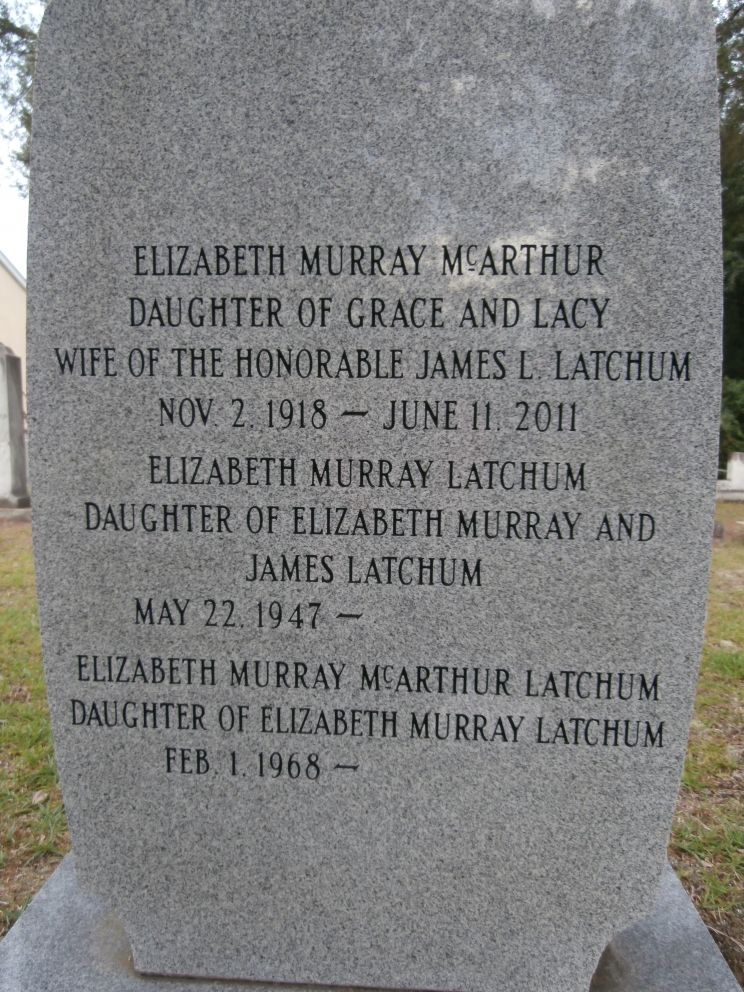 ELIZABETH MURRAY McARTHUR
DAUGHTER OF GRACE AND LACY
WIFE OF THE HONORABLE JAMES L. LATCHUM
NOV. 2, 1918 — JUNE 11, 2011
ELIZABETH MURRAY LATCHUM
DAUGHTER OF ELIZABETH MURRAY AND
JAMES LATCHUM
MAY 22, 1947 —
ELIZABETH MURRAY McARTHUR LATCHUM
DAUGHTER OF ELIZABETH MURRAY LATCHUM
FEB. 1, 1968 —